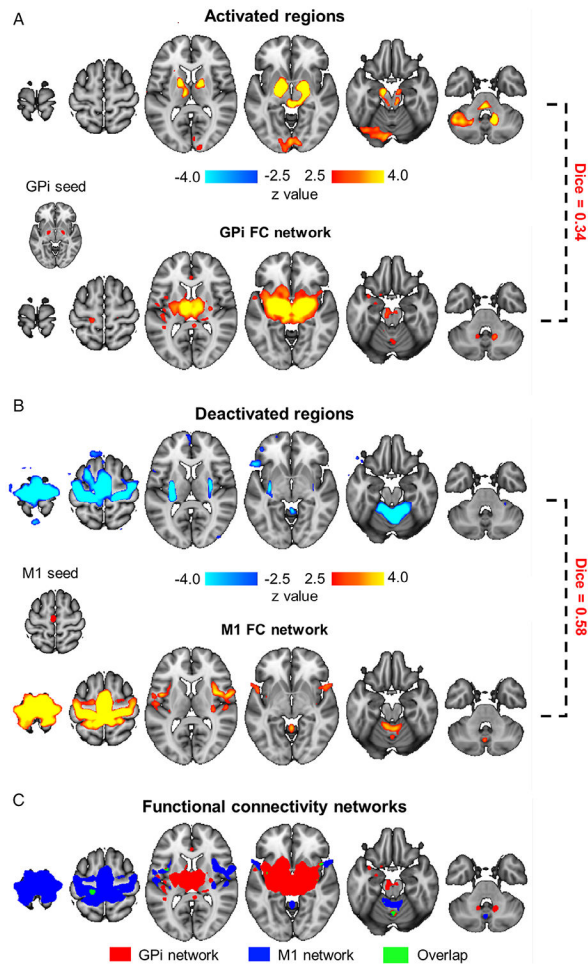 A
Activated regions
-4.0 -2.5 2.5 4.0
z value
GPi seed
GPi FC network
Dice = 0.34
B
Deactivated regions
-4.0 -2.5 2.5 4.0
z value
M1 seed
M1 FC network
Dice = 0.58
C
Functional connectivity networks
GPi network M1 network Overlap